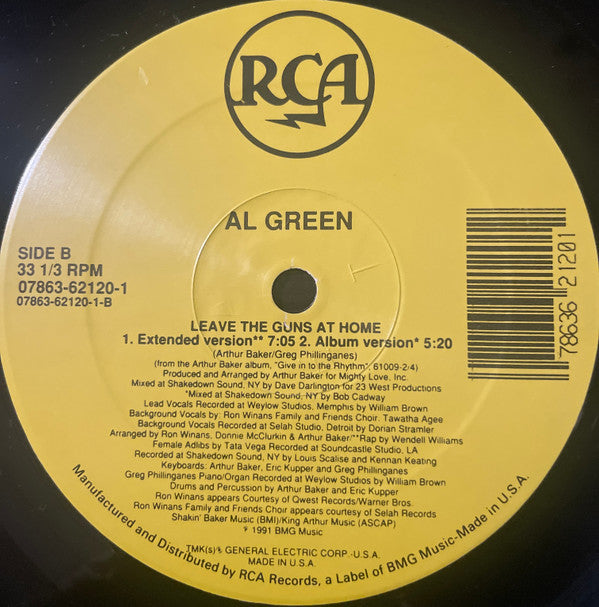 RCA
AL GREEN
SIDE B
33 1/3 RPM
07863-62120-1
07863-62120-1-B
78636 21201
LEAVE THE GUNS AT HOME
1. Extended version** 7:05 2. Album version* 5:20
(Arthur Baker/Greg Phillinganes)
(from the Arthur Baker album, "Give in to the Rhythm", 61009-2/4)
Produced and Arranged by Arthur Baker for Mighty Love, Inc.
Mixed at Shakedown Sound, NY by Dave Darlington for 23 West Productions
*Mixed at Shakedown Sound, NY by Bob Cadway
Lead Vocals Recorded at Weylow Studios, Memphis by William Brown
Background Vocals by Ron Winans Family and Friends Choir, Tawatha Agee
Background Vocals Recorded at Selah Studio, Detroit by Dorian Stramler
Arranged by Ron Winans, Donnie McClurkin & Arthur Baker/**Rap by Wendell Williams
Female Adlibs by Tata Vega Recorded at Soundcastle Studio, LA
Recorded at Shakedown Sound, NY by Louis Scalise and Kennan Keating
Keyboards: Arthur Baker, Eric Kupper and Greg Phillinganes
Greg Phillinganes Piano/Organ Recorded at Weylow Studios by William Brown
Drums and Percussion by Arthur Baker and Eric Kupper
Ron Winans appears Courtesy of Qwest Records/Warner Bros.
Ron Winans Family and Friends Choir appears courtesy of Selah Records
Shakin' Baker Music (BMI)/King Arthur Music (ASCAP)
℗ 1991 BMG Music
TMK(s)® GENERAL ELECTRIC CORP.-U.S.A.
MADE IN U.S.A.
Manufactured and Distributed by RCA Records, a Label of BMG Music-Made in U.S.A.